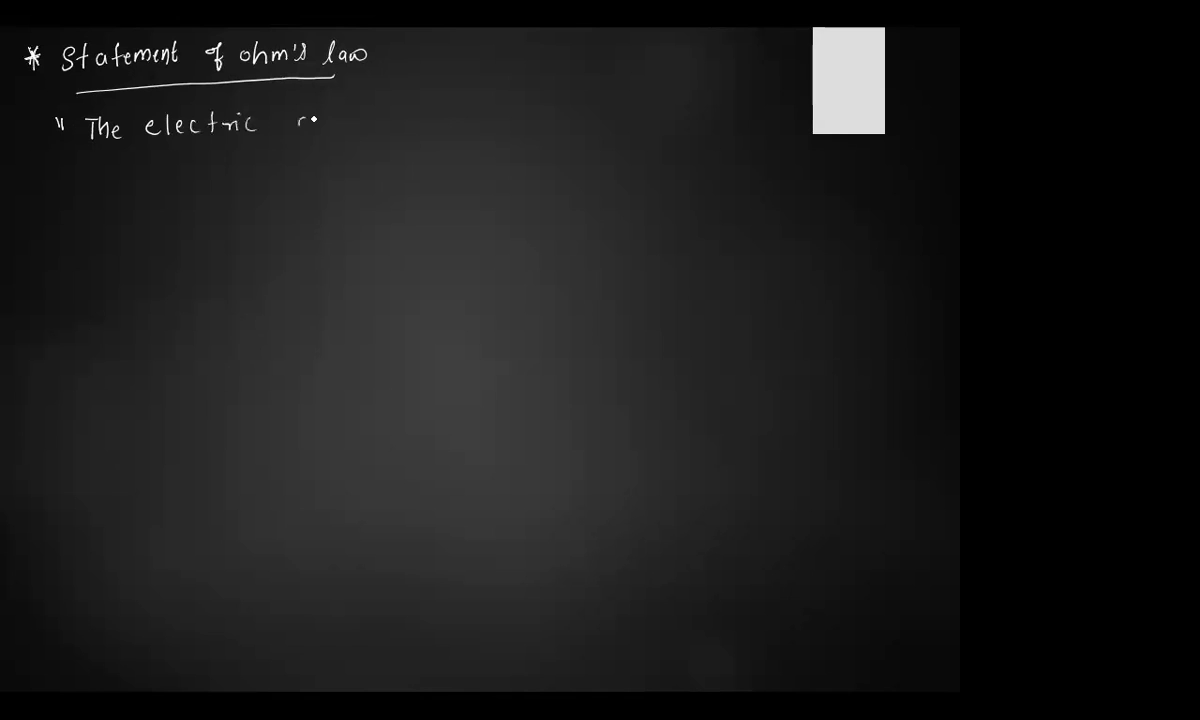 * Statement of ohm's law
" The electric